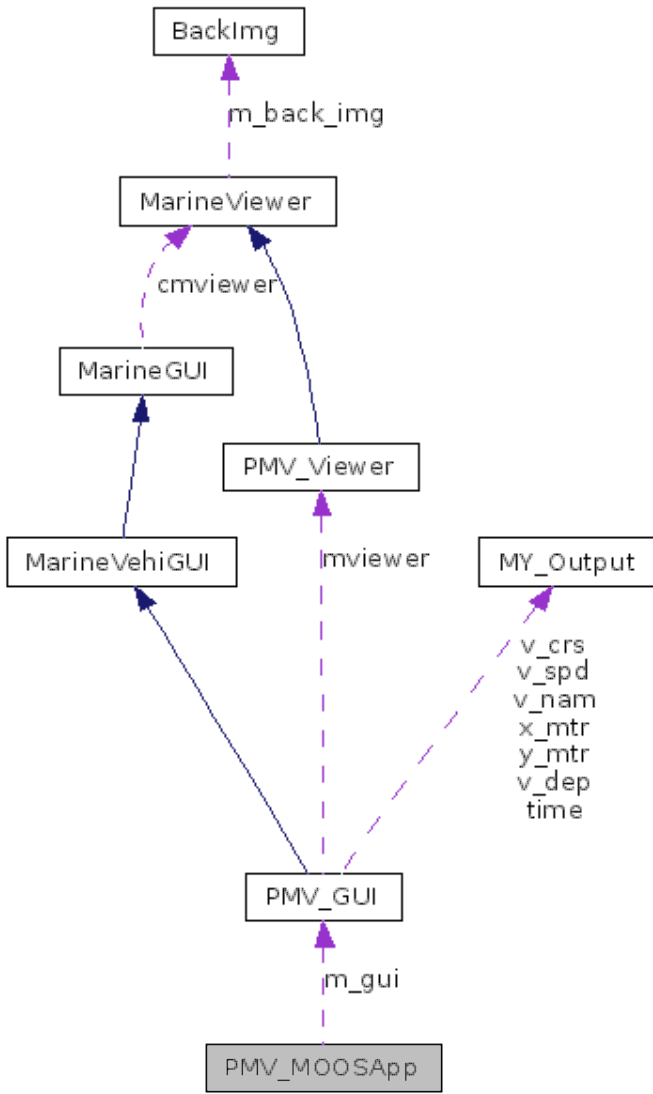 BackImg
m_back_img
MarineViewer
cmviewer
MarineGUI
PMV_Viewer
MarineVehiGUI
mviewer
MY_Output
v_crs
v_spd
v_nam
x_mtr
y_mtr
v_dep
time
PMV_GUI
m_gui
PMV_MOOSApp